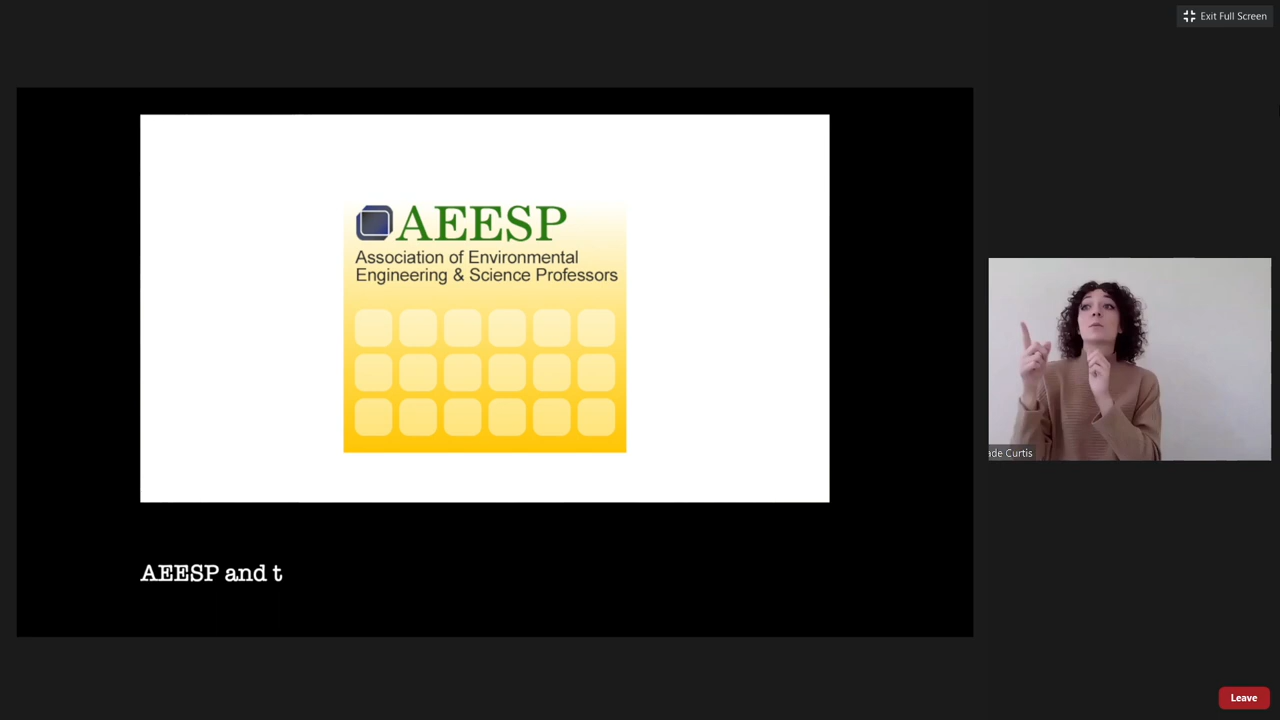 Exit Full Screen
AEESP
Association of Environmental
Engineering & Science Professors
ade Curtis
AEESP and t
Leave